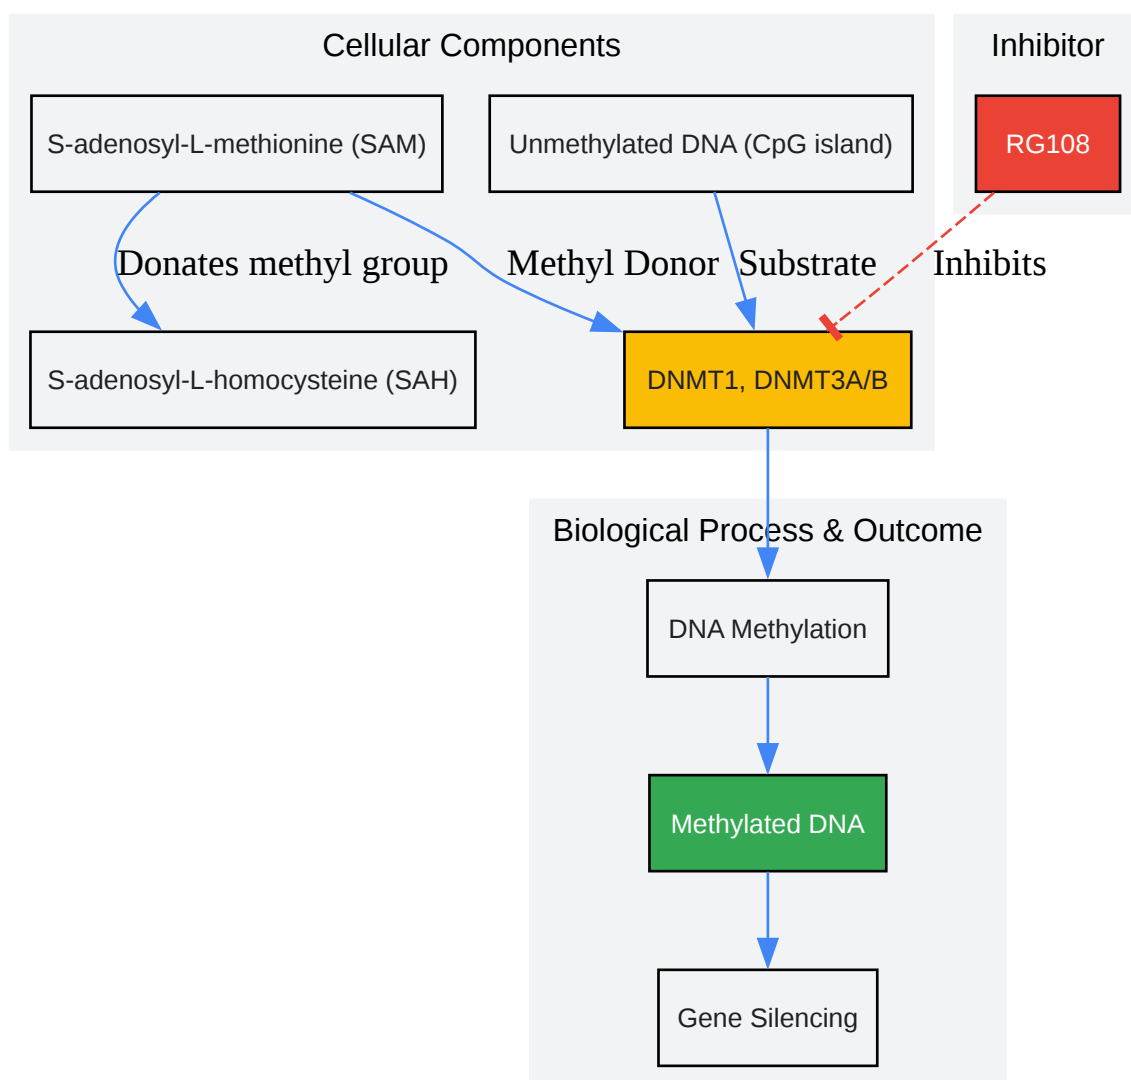 Cellular Components
Inhibitor
S-adenosyl-L-methionine (SAM)
Unmethylated DNA (CpG island)
RG108
Donates methyl group
Methyl Donor
Substrate
Inhibits
S-adenosyl-L-homocysteine (SAH)
DNMT1, DNMT3A/B
Biological Process & Outcome
DNA Methylation
Methylated DNA
Gene Silencing